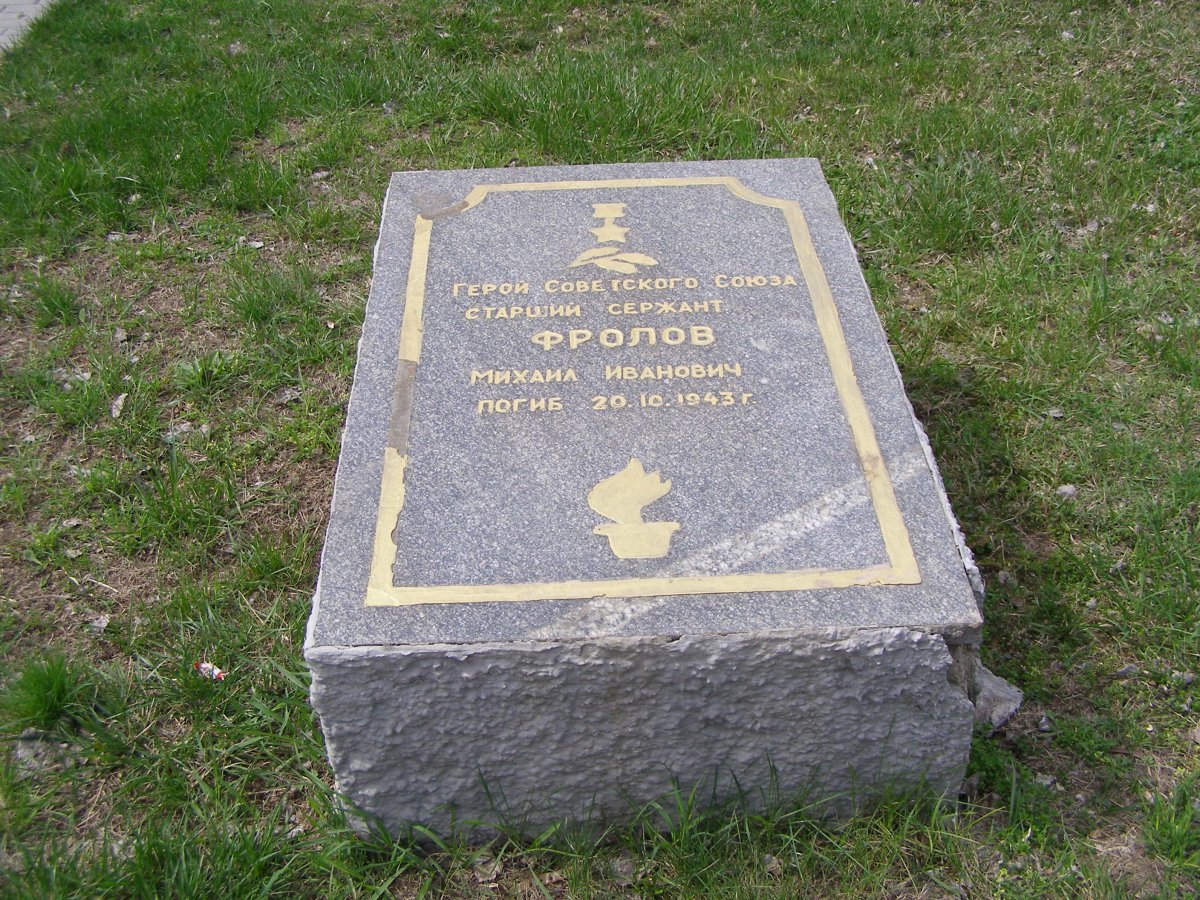 Герой Советского Союза
старший сержант
ФРОЛОВ
Михаил Иванович
погиб 20.10.1943 г